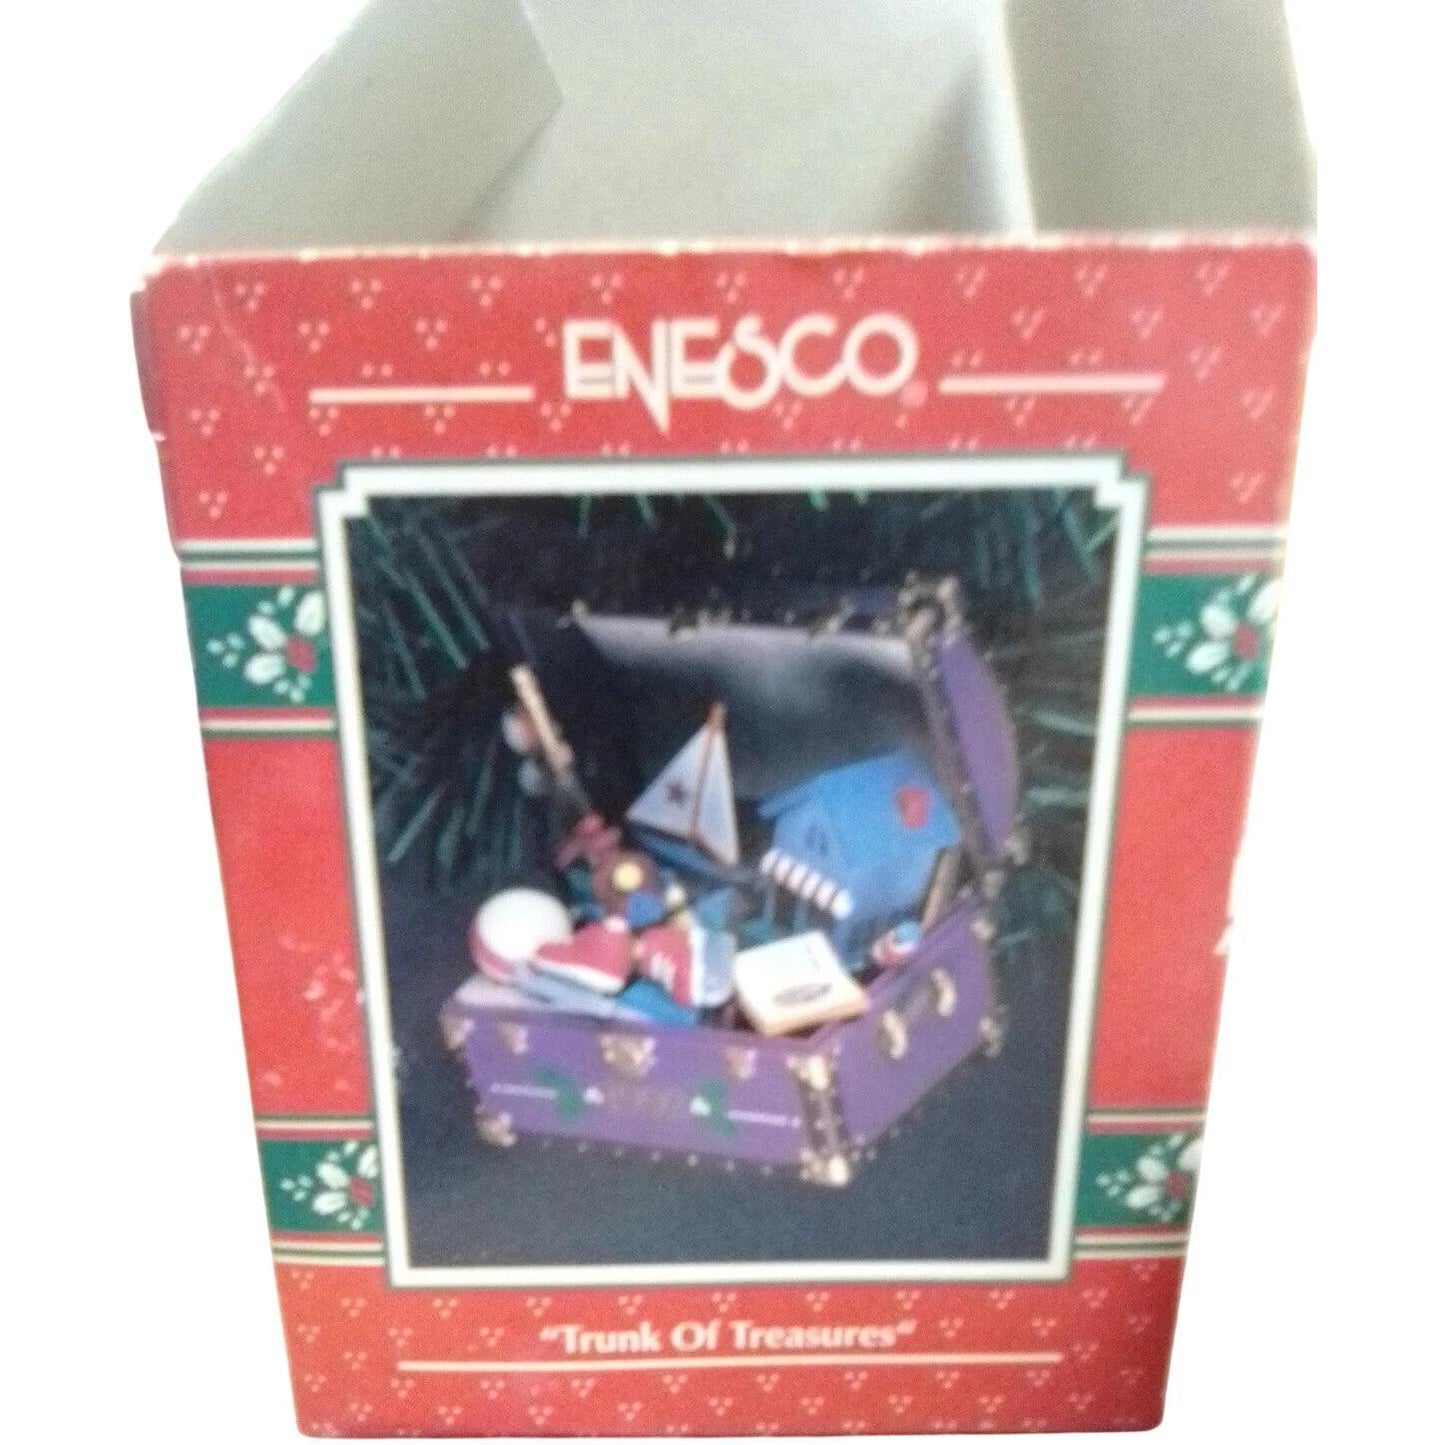 ENESCO
"Trunk Of Treasures"